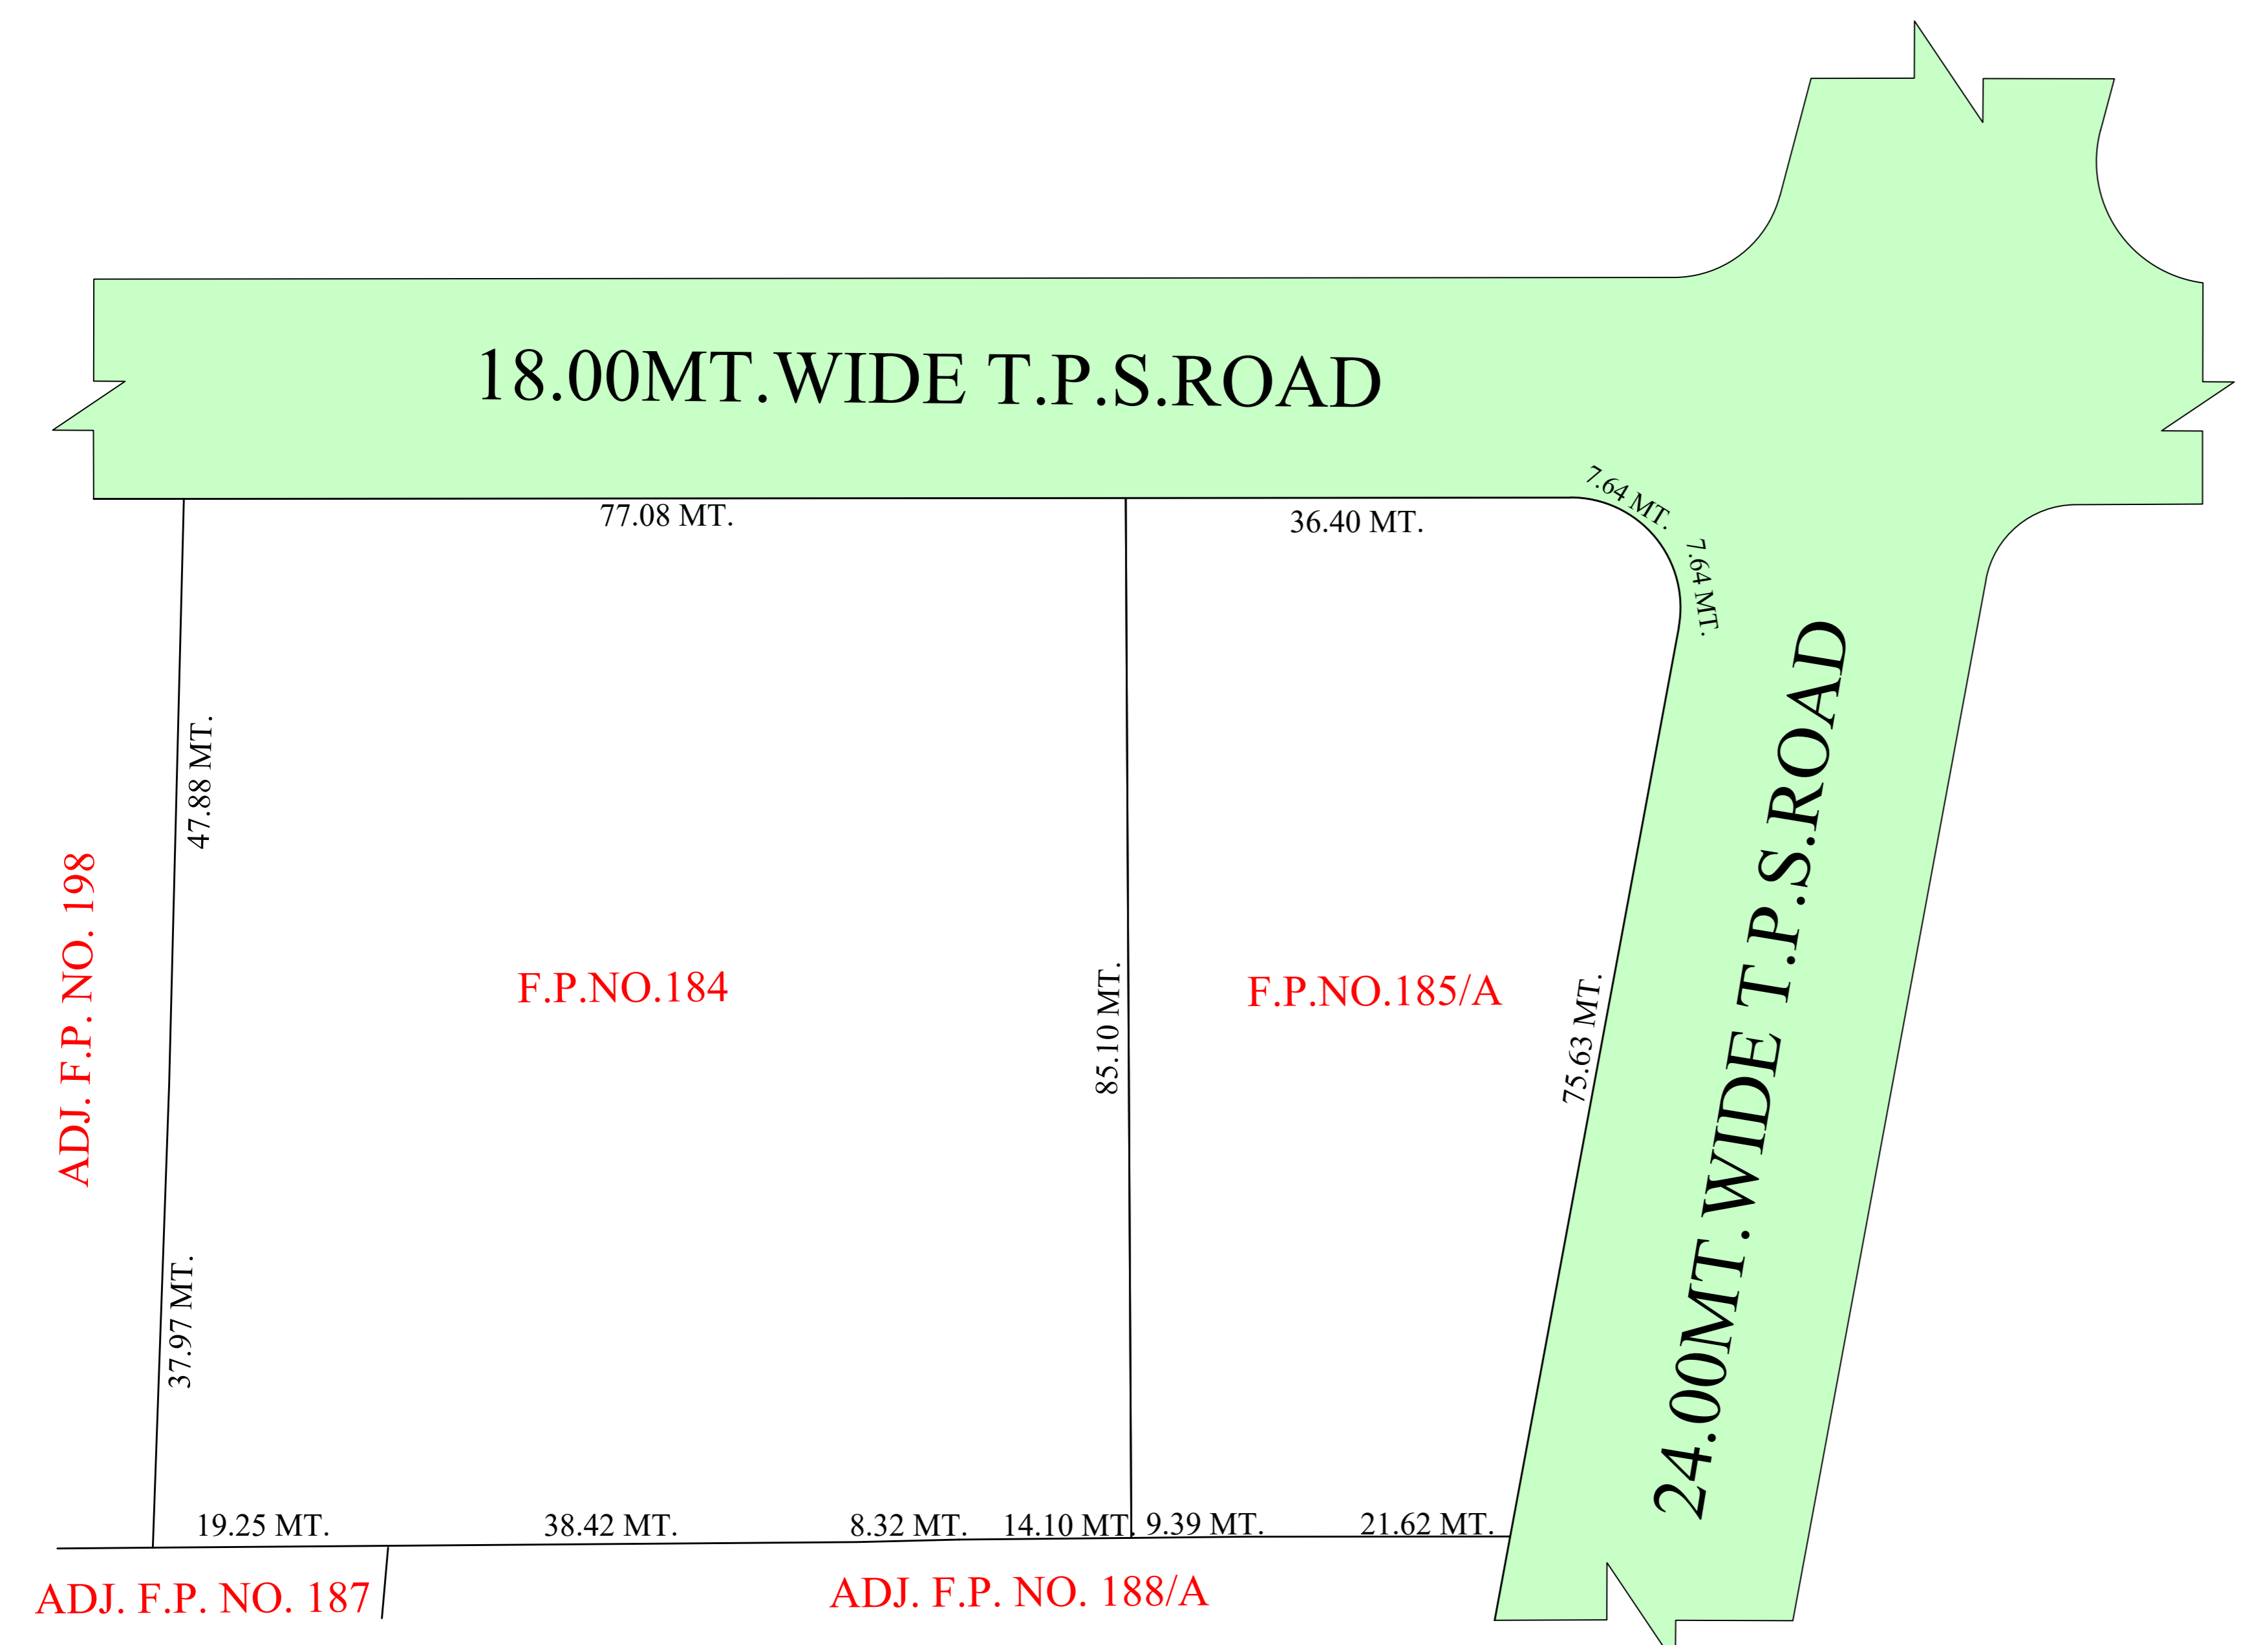 18.00MT.WIDE T.P.S.ROAD
7.64 MT.
7.64 MT.
77.08 MT.
36.40 MT.
47.88 MT.
24.00MT.WIDE T.P.S.ROAD
ADJ. F.P. NO. 198
F.P.NO.184
85.10 MT.
F.P.NO.185/A
75.63 MT.
37.97 MT.
19.25 MT.
38.42 MT.
8.32 MT.
14.10 MT.
9.39 MT.
21.62 MT.
ADJ. F.P. NO. 187
ADJ. F.P. NO. 188/A